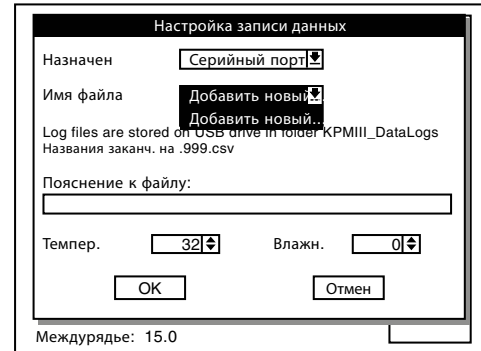 Настройка записи данных
Назначен Серийный порт
Имя файла Добавить новый...
Добавить новый...
Log files are stored on USB drive in folder KPMIII_DataLogs
Названия заканч. на .999.csv
Пояснение к файлу:
Темпер. 32 Влажн. 0
OK Отмен
Междурядье: 15.0